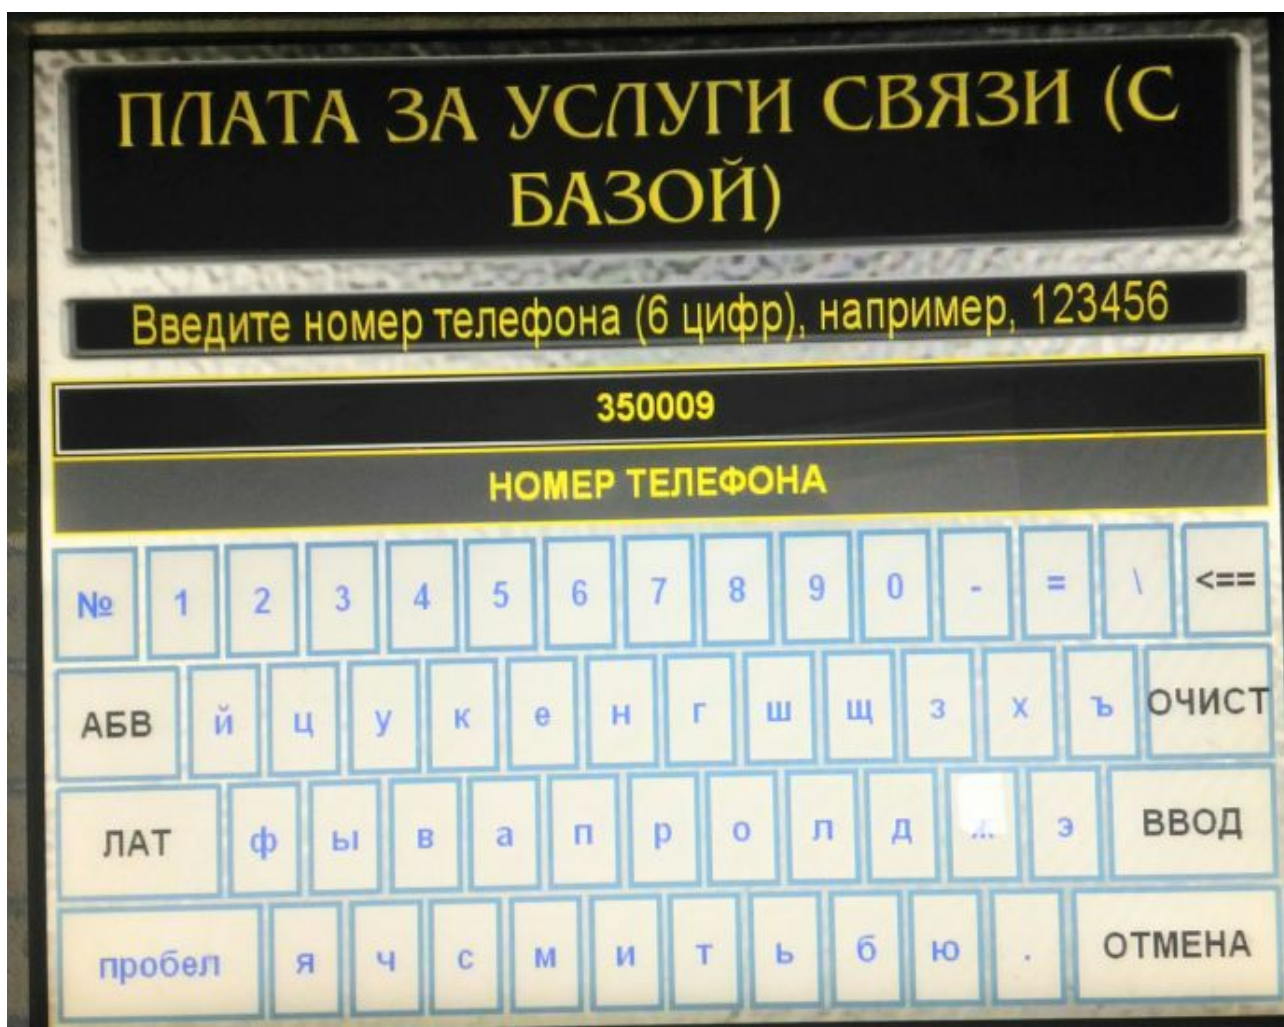 ПЛАТА ЗА УСЛУГИ СВЯЗИ (С
БАЗОЙ)
Введите номер телефона (6 цифр), например, 123456
350009
НОМЕР ТЕЛЕФОНА
№ 1 2 3 4 5 6 7 8 9 0 - = \ <==
АБВ й ц у к е н г ш щ з х ъ ОЧИСТ
ЛАТ ф ы в а п р о л д ж э ВВОД
пробел я ч с м и т ь б ю . ОТМЕНА